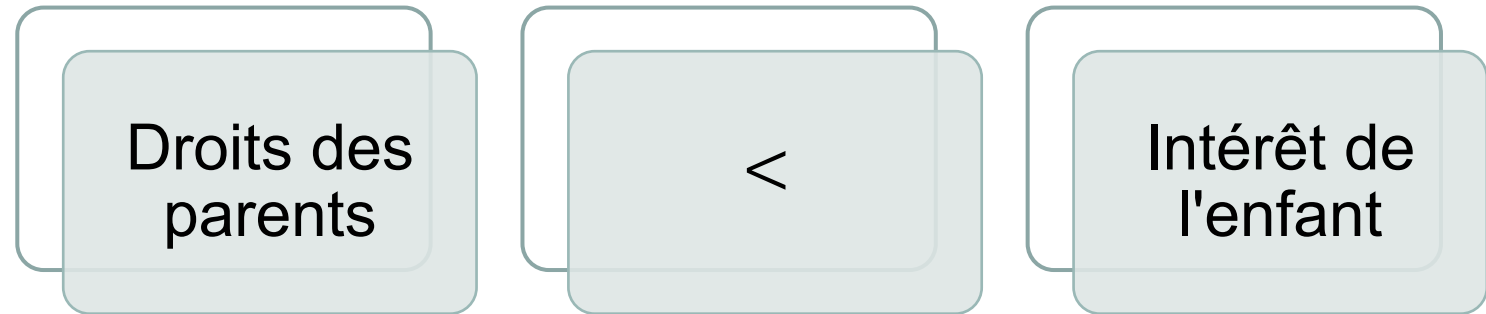 Droits des
parents
<
Intérêt de
l'enfant